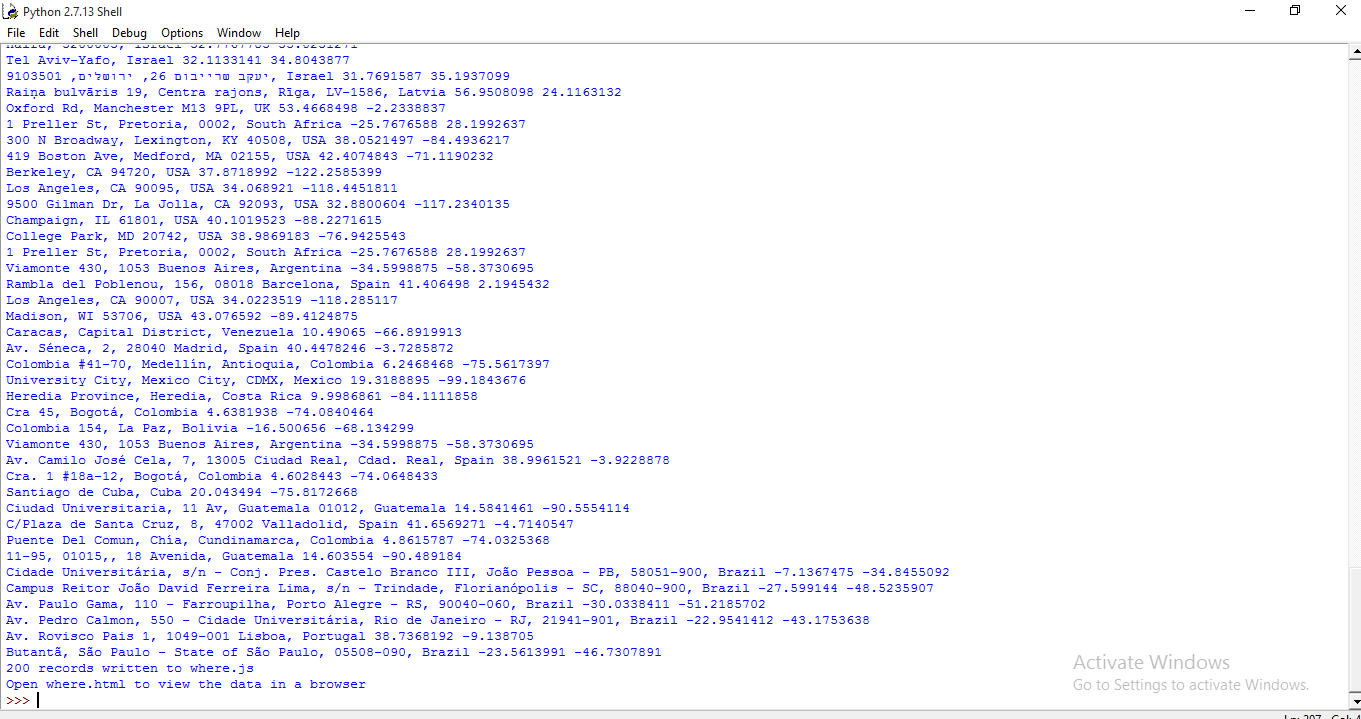 Python 2.7.13 Shell
File Edit Shell Debug Options Window Help
Tel Aviv-Yafo, Israel 32.1133141 34.8043877
יעקב שרייבום 26, ירושלים, 9103501, Israel 31.7691587 35.1937099
Raiņa bulvāris 19, Centra rajons, Rīga, LV-1586, Latvia 56.9508098 24.1163132
Oxford Rd, Manchester M13 9PL, UK 53.4668498 -2.2338837
1 Preller St, Pretoria, 0002, South Africa -25.7676588 28.1992637
300 N Broadway, Lexington, KY 40508, USA 38.0521497 -84.4936217
419 Boston Ave, Medford, MA 02155, USA 42.4074843 -71.1190232
Berkeley, CA 94720, USA 37.8718992 -122.2585399
Los Angeles, CA 90095, USA 34.068921 -118.4451811
9500 Gilman Dr, La Jolla, CA 92093, USA 32.8800604 -117.2340135
Champaign, IL 61801, USA 40.1019523 -88.2271615
College Park, MD 20742, USA 38.9869183 -76.9425543
1 Preller St, Pretoria, 0002, South Africa -25.7676588 28.1992637
Viamonte 430, 1053 Buenos Aires, Argentina -34.5998875 -58.3730695
Rambla del Poblenou, 156, 08018 Barcelona, Spain 41.406498 2.1945432
Los Angeles, CA 90007, USA 34.0223519 -118.285117
Madison, WI 53706, USA 43.076592 -89.4124875
Caracas, Capital District, Venezuela 10.49065 -66.8919913
Av. Séneca, 2, 28040 Madrid, Spain 40.4478246 -3.7285872
Colombia #41-70, Medellín, Antioquia, Colombia 6.2468468 -75.5617397
University City, Mexico City, CDMX, Mexico 19.3188895 -99.1843676
Heredia Province, Heredia, Costa Rica 9.9986861 -84.1111858
Cra 45, Bogotá, Colombia 4.6381938 -74.0840464
Colombia 154, La Paz, Bolivia -16.500656 -68.134299
Viamonte 430, 1053 Buenos Aires, Argentina -34.5998875 -58.3730695
Av. Camilo José Cela, 7, 13005 Ciudad Real, Cdad. Real, Spain 38.9961521 -3.9228878
Cra. 1 #18a-12, Bogotá, Colombia 4.6028443 -74.0648433
Santiago de Cuba, Cuba 20.043494 -75.8172668
Ciudad Universitaria, 11 Av, Guatemala 01012, Guatemala 14.5841461 -90.5554114
C/Plaza de Santa Cruz, 8, 47002 Valladolid, Spain 41.6569271 -4.7140547
Puente Del Comun, Chía, Cundinamarca, Colombia 4.8615787 -74.0325368
11-95, 01015,, 18 Avenida, Guatemala 14.603554 -90.489184
Cidade Universitária, s/n - Conj. Pres. Castelo Branco III, João Pessoa - PB, 58051-900, Brazil -7.1367475 -34.8455092
Campus Reitor João David Ferreira Lima, s/n - Trindade, Florianópolis - SC, 88040-900, Brazil -27.599144 -48.5235907
Av. Paulo Gama, 110 - Farroupilha, Porto Alegre - RS, 90040-060, Brazil -30.0338411 -51.2185702
Av. Pedro Calmon, 550 - Cidade Universitária, Rio de Janeiro - RJ, 21941-901, Brazil -22.9541412 -43.1753638
Av. Rovisco Pais 1, 1049-001 Lisboa, Portugal 38.7368192 -9.138705
Butantã, São Paulo - State of São Paulo, 05508-090, Brazil -23.5613991 -46.7307891
200 records written to where.js
Open where.html to view the data in a browser
>>>
Activate Windows
Go to Settings to activate Windows.